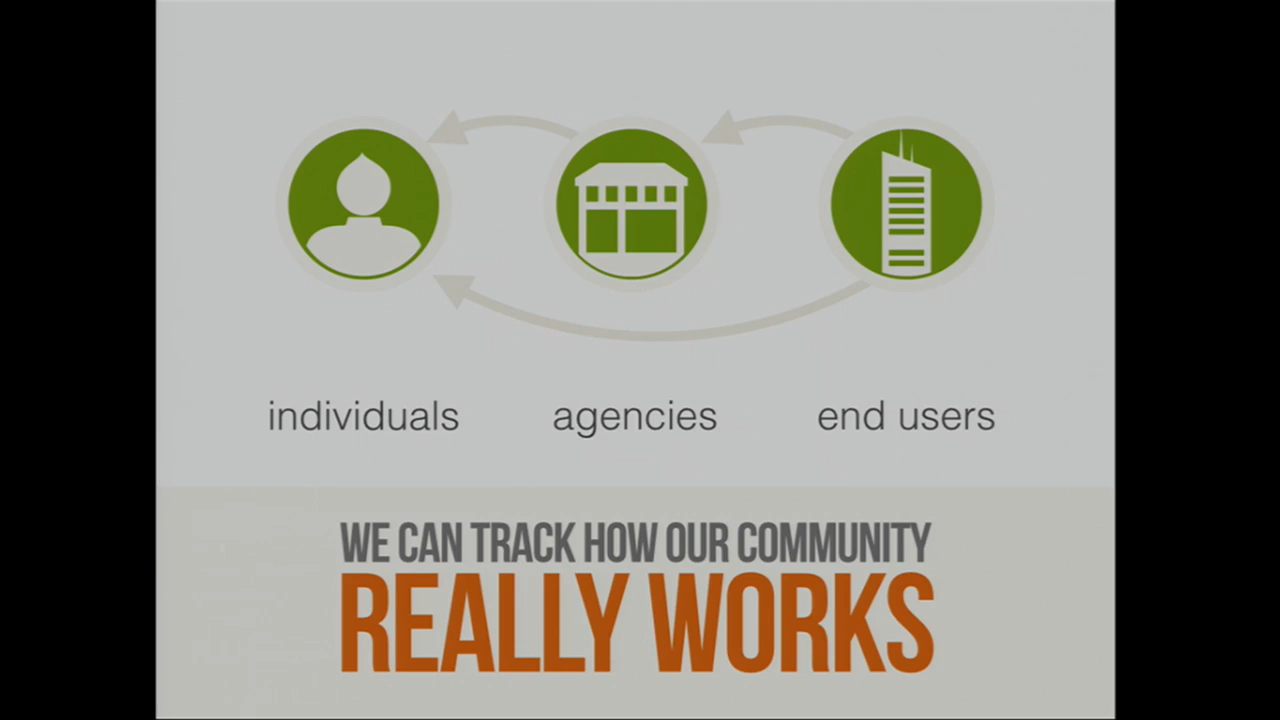 individuals agencies end users
WE CAN TRACK HOW OUR COMMUNITY
REALLY WORKS